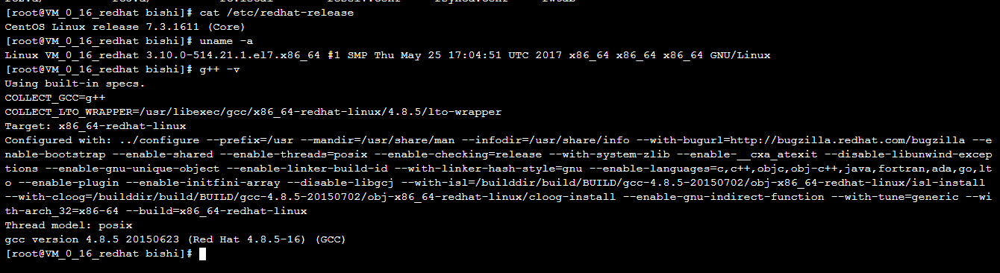 [root@VM_0_16_redhat bishi]# cat /etc/redhat-release
CentOS Linux release 7.3.1611 (Core)
[root@VM_0_16_redhat bishi]# uname -a
Linux VM_0_16_redhat 3.10.0-514.21.1.el7.x86_64 #1 SMP Thu May 25 17:04:51 UTC 2017 x86_64 x86_64 x86_64 GNU/Linux
[root@VM_0_16_redhat bishi]# g++ -v
Using built-in specs.
COLLECT_GCC=g++
COLLECT_LTO_WRAPPER=/usr/libexec/gcc/x86_64-redhat-linux/4.8.5/lto-wrapper
Target: x86_64-redhat-linux
Configured with: ../configure --prefix=/usr --mandir=/usr/share/man --infodir=/usr/share/info --with-bugurl=http://bugzilla.redhat.com/bugzilla --e
nable-bootstrap --enable-shared --enable-threads=posix --enable-checking=release --with-system-zlib --enable-__cxa_atexit --disable-libunwind-excep
tions --enable-gnu-unique-object --enable-linker-build-id --with-linker-hash-style=gnu --enable-languages=c,c++,objc,obj-c++,java,fortran,ada,go,lt
o --enable-plugin --enable-initfini-array --disable-libgcj --with-isl=/builddir/build/BUILD/gcc-4.8.5-20150702/obj-x86_64-redhat-linux/isl-install
--with-cloog=/builddir/build/BUILD/gcc-4.8.5-20150702/obj-x86_64-redhat-linux/cloog-install --enable-gnu-indirect-function --with-tune=generic --wi
th-arch_32=x86-64 --build=x86_64-redhat-linux
Thread model: posix
gcc version 4.8.5 20150623 (Red Hat 4.8.5-16) (GCC)
[root@VM_0_16_redhat bishi]#